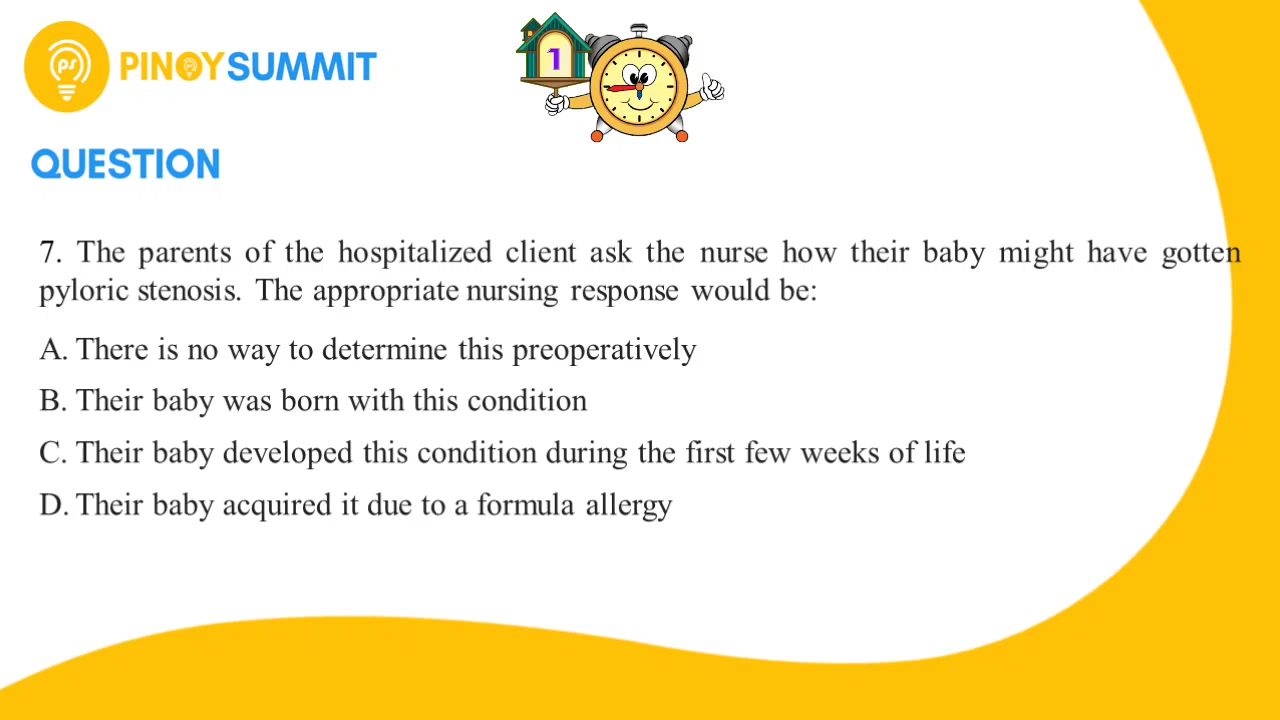 PINOYSUMMIT
1
QUESTION
7. The parents of the hospitalized client ask the nurse how their baby might have gotten
pyloric stenosis. The appropriate nursing response would be:
A. There is no way to determine this preoperatively
B. Their baby was born with this condition
C. Their baby developed this condition during the first few weeks of life
D. Their baby acquired it due to a formula allergy